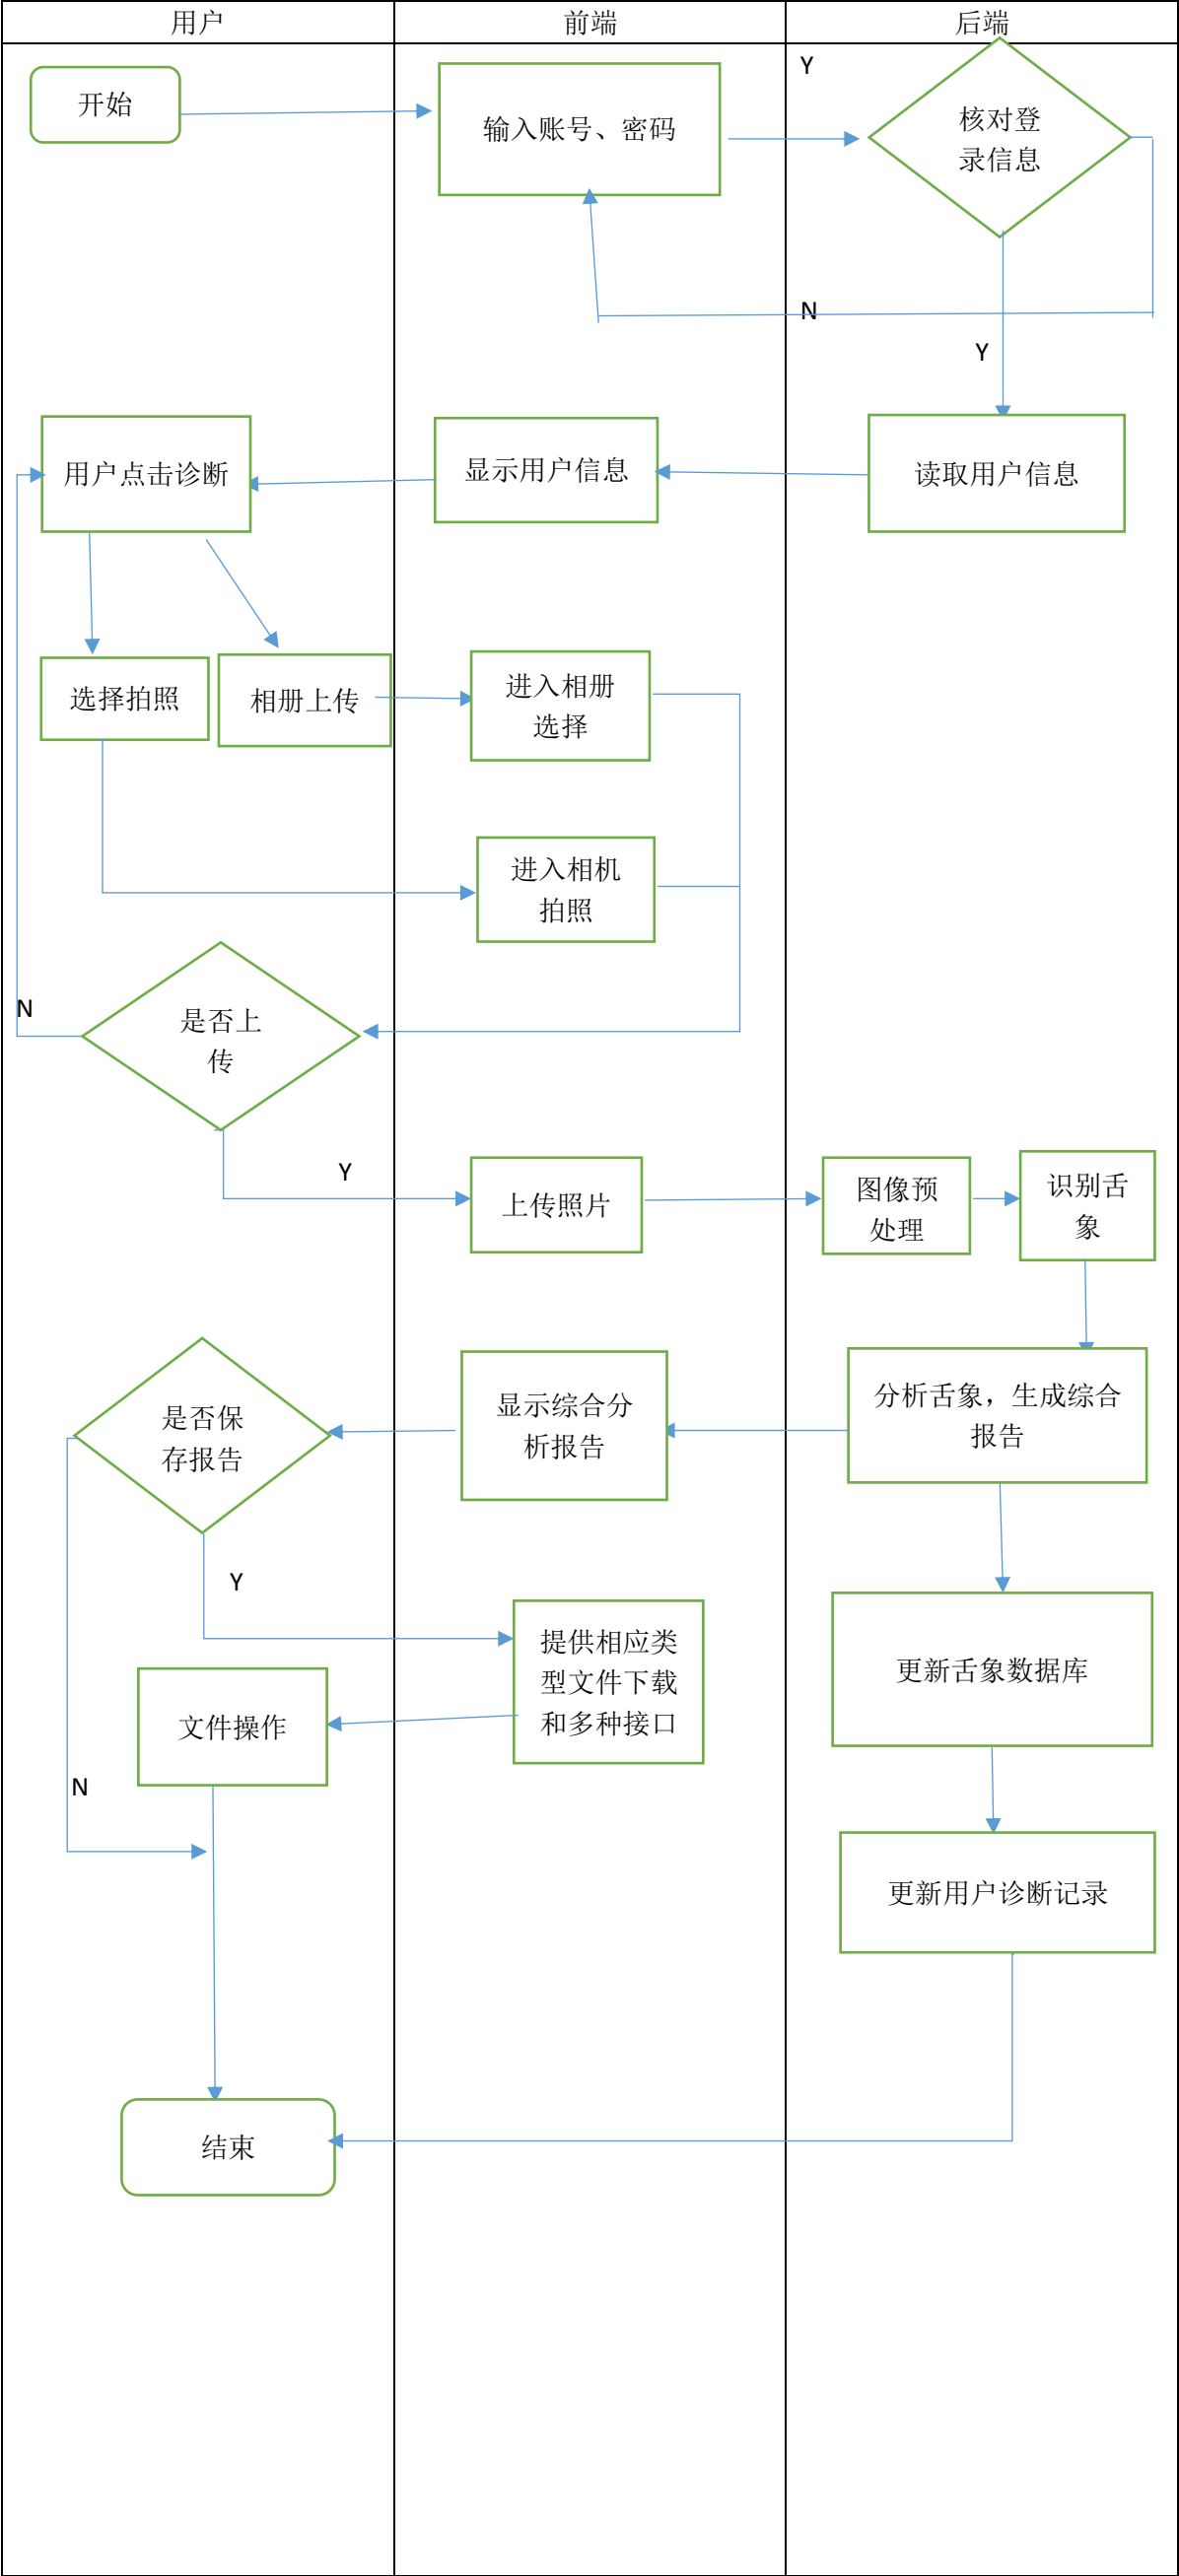 用户
前端
后端
开始
输入账号、密码
Y
核对登
录信息
N
Y
用户点击诊断
显示用户信息
读取用户信息
选择拍照
相册上传
进入相册
选择
进入相机
拍照
N
是否上
传
Y
上传照片
图像预
处理
识别舌
象
是否保
存报告
显示综合分
析报告
分析舌象，生成综合
报告
Y
提供相应类
型文件下载
和多种接口
更新舌象数据库
文件操作
N
更新用户诊断记录
结束